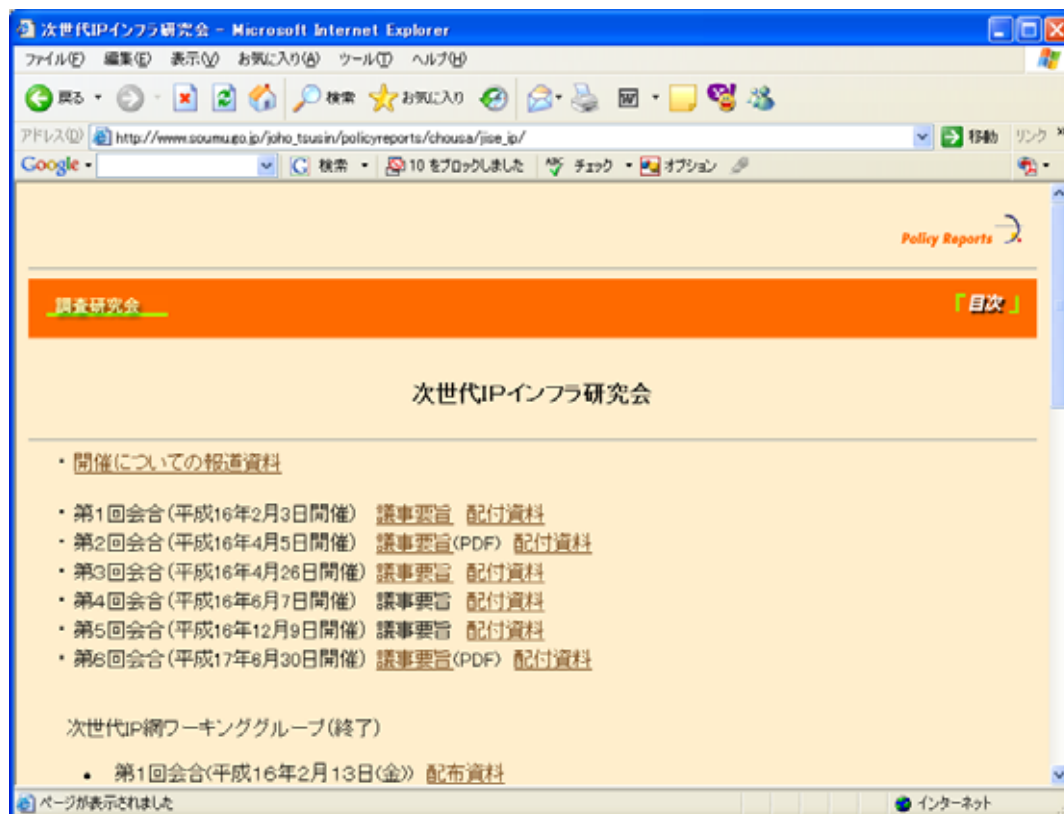 次世代IPインフラ研究会 - Microsoft Internet Explorer
ファイル(F) 編集(E) 表示(V) お気に入り(A) ツール(T) ヘルプ(H)
戻る 検索 お気に入り
アドレス(D) http://www.soumu.go.jp/joho_tsusin/policyreports/chousa/jise_ip/ 移動 リンク »
Google 検索 10 をブロックしました ABC チェック オプション
Policy Reports
調査研究会 「目次」
次世代IPインフラ研究会
・開催についての報道資料
・第1回会合(平成16年2月3日開催) 議事要旨 配付資料
・第2回会合(平成16年4月5日開催) 議事要旨(PDF) 配付資料
・第3回会合(平成16年4月26日開催) 議事要旨 配付資料
・第4回会合(平成16年6月7日開催) 議事要旨 配付資料
・第5回会合(平成16年12月9日開催) 議事要旨 配付資料
・第6回会合(平成17年6月30日開催) 議事要旨(PDF) 配付資料
次世代IP網ワーキンググループ(終了)
• 第1回会合(平成16年2月13日(金)) 配布資料
ページが表示されました インターネット